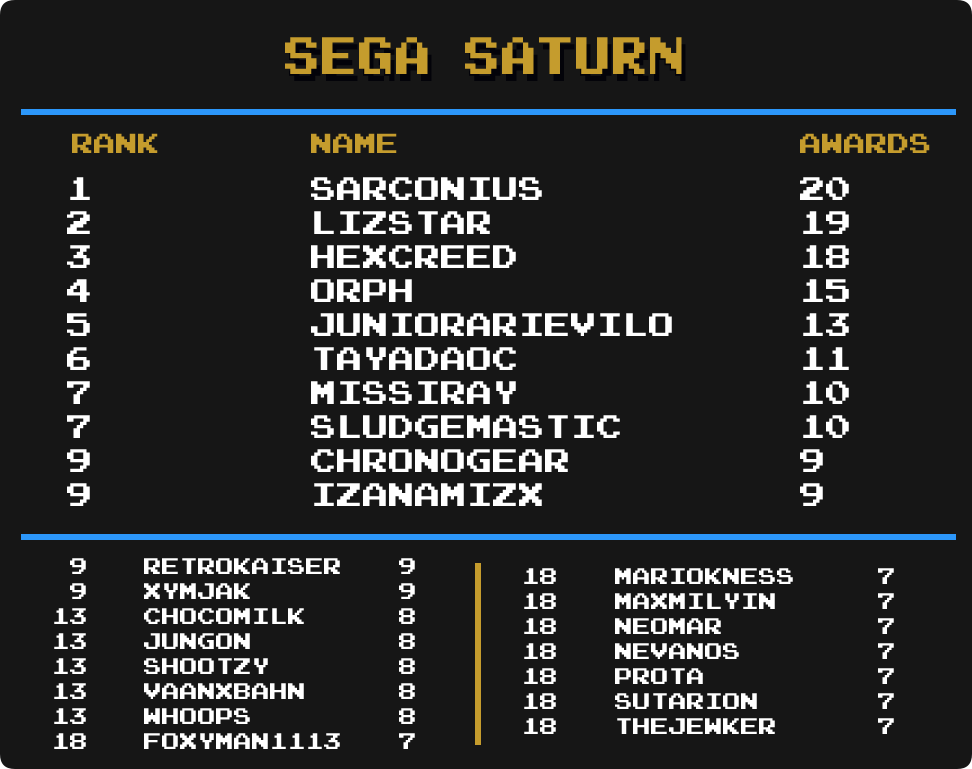 SEGA SATURN
RANK NAME AWARDS
1 SARCONIUS 20
2 LIZSTAR 19
3 HEXCREED 18
4 ORPH 15
5 JUNIORARIEVILO 13
6 TAYADAOC 11
7 MISSIRAY 10
7 SLUDGEMASTIC 10
9 CHRONOGEAR 9
9 IZANAMIZX 9
9 RETROKAISER 9
9 XYMJAK 9
13 CHOCOMILK 8
13 JUNGON 8
13 SHOOTZY 8
13 VAANXBAHN 8
13 WHOOPS 8
18 FOXYMAN1113 7
18 MARIOKNESS 7
18 MAXMILYIN 7
18 NEOMAR 7
18 NEVANOS 7
18 PROTA 7
18 SUTARION 7
18 THEJEWKER 7